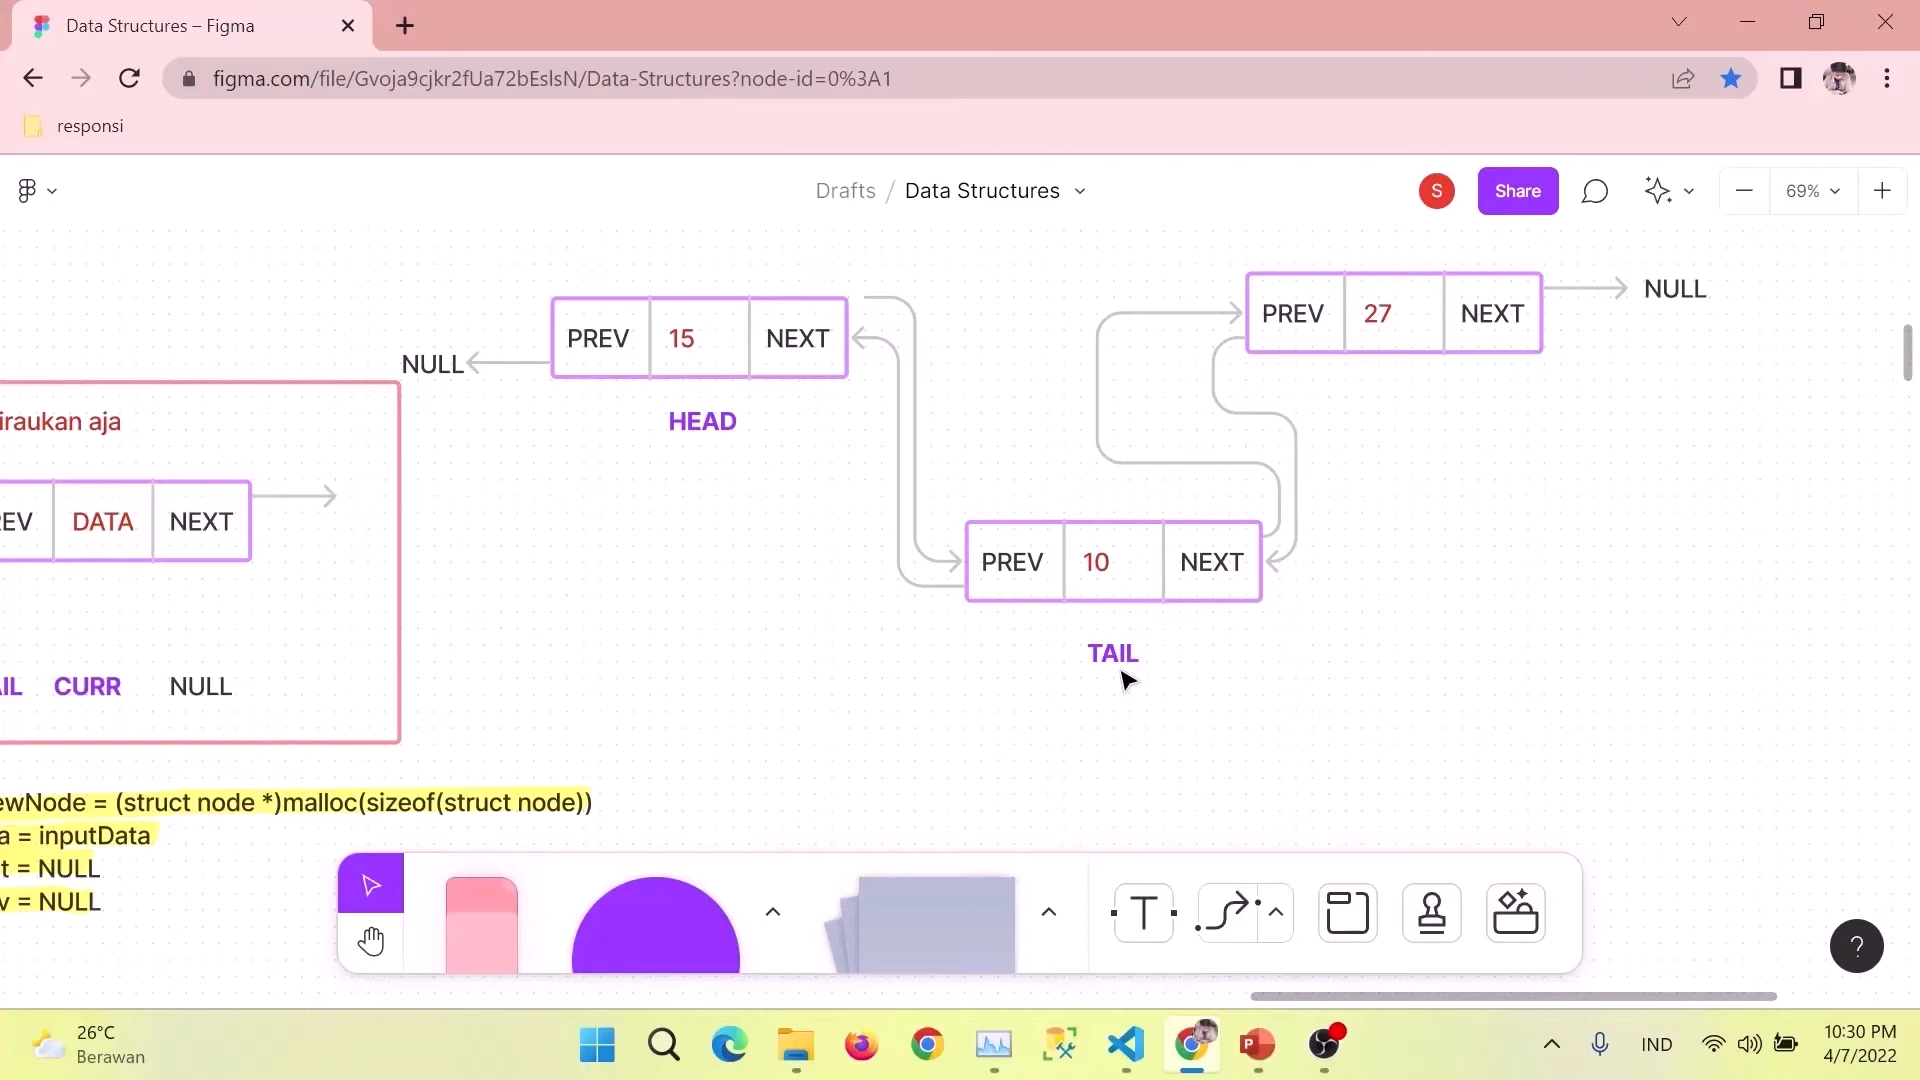 Data Structures – Figma
figma.com/file/Gvoja9cjkr2fUa72bEslsN/Data-Structures?node-id=0%3A1
responsi
Drafts / Data Structures
S
Share
69%
PREV 15 NEXT
NULL
HEAD
PREV 27 NEXT
NULL
iraukan aja
EV DATA NEXT
PREV 10 NEXT
TAIL
IL CURR NULL
ewNode = (struct node *)malloc(sizeof(struct node))
a = inputData
t = NULL
v = NULL
T
?
26°C
Berawan
IND
10:30 PM
4/7/2022